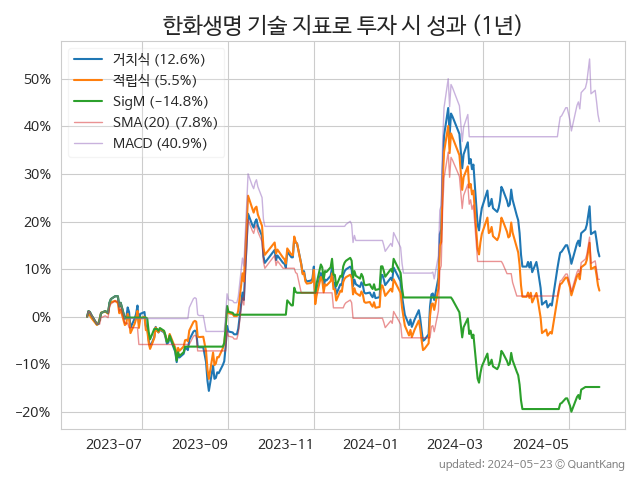 한화생명 기술 지표로 투자 시 성과 (1년)
거치식 (12.6%)
적립식 (5.5%)
SigM (−14.8%)
SMA(20) (7.8%)
MACD (40.9%)
50%
40%
30%
20%
10%
0%
−10%
−20%
2023-07 2023-09 2023-11 2024-01 2024-03 2024-05
updated: 2024-05-23 ⓒ QuantKang